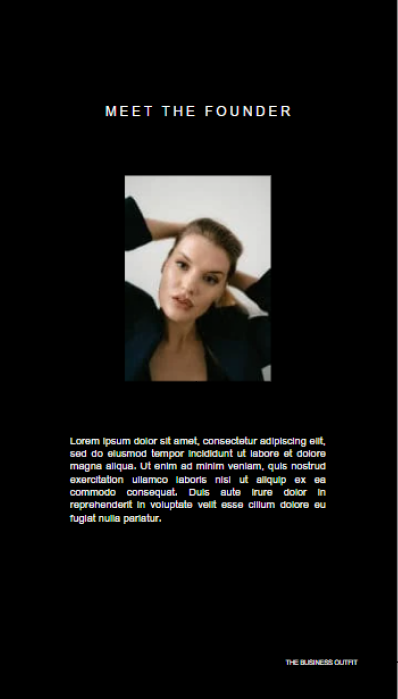 MEET THE FOUNDER
Lorem ipsum dolor sit amet, consectetur adipiscing elit,
sed do eiusmod tempor incididunt ut labore et dolore
magna aliqua. Ut enim ad minim veniam, quis nostrud
exercitation ullamco laboris nisi ut aliquip ex ea
commodo consequat. Duis aute irure dolor in
reprehenderit in voluptate velit esse cillum dolore eu
fugiat nulla pariatur.
THE BUSINESS OUTFIT